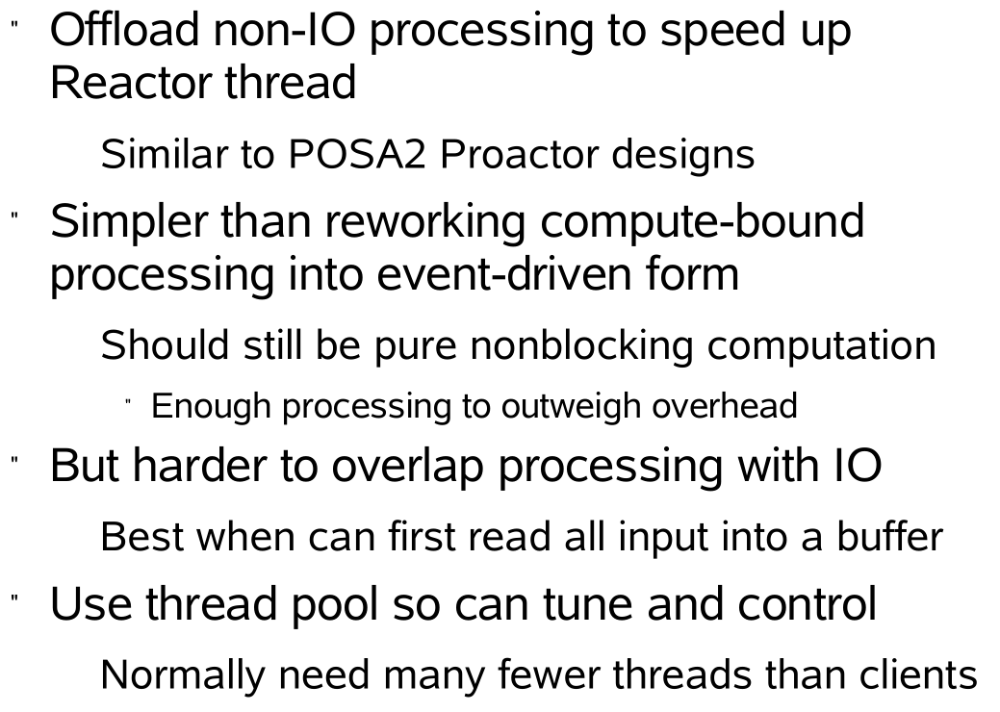 " Offload non-IO processing to speed up
Reactor thread
Similar to POSA2 Proactor designs
" Simpler than reworking compute-bound
processing into event-driven form
Should still be pure nonblocking computation
" Enough processing to outweigh overhead
" But harder to overlap processing with IO
Best when can first read all input into a buffer
" Use thread pool so can tune and control
Normally need many fewer threads than clients